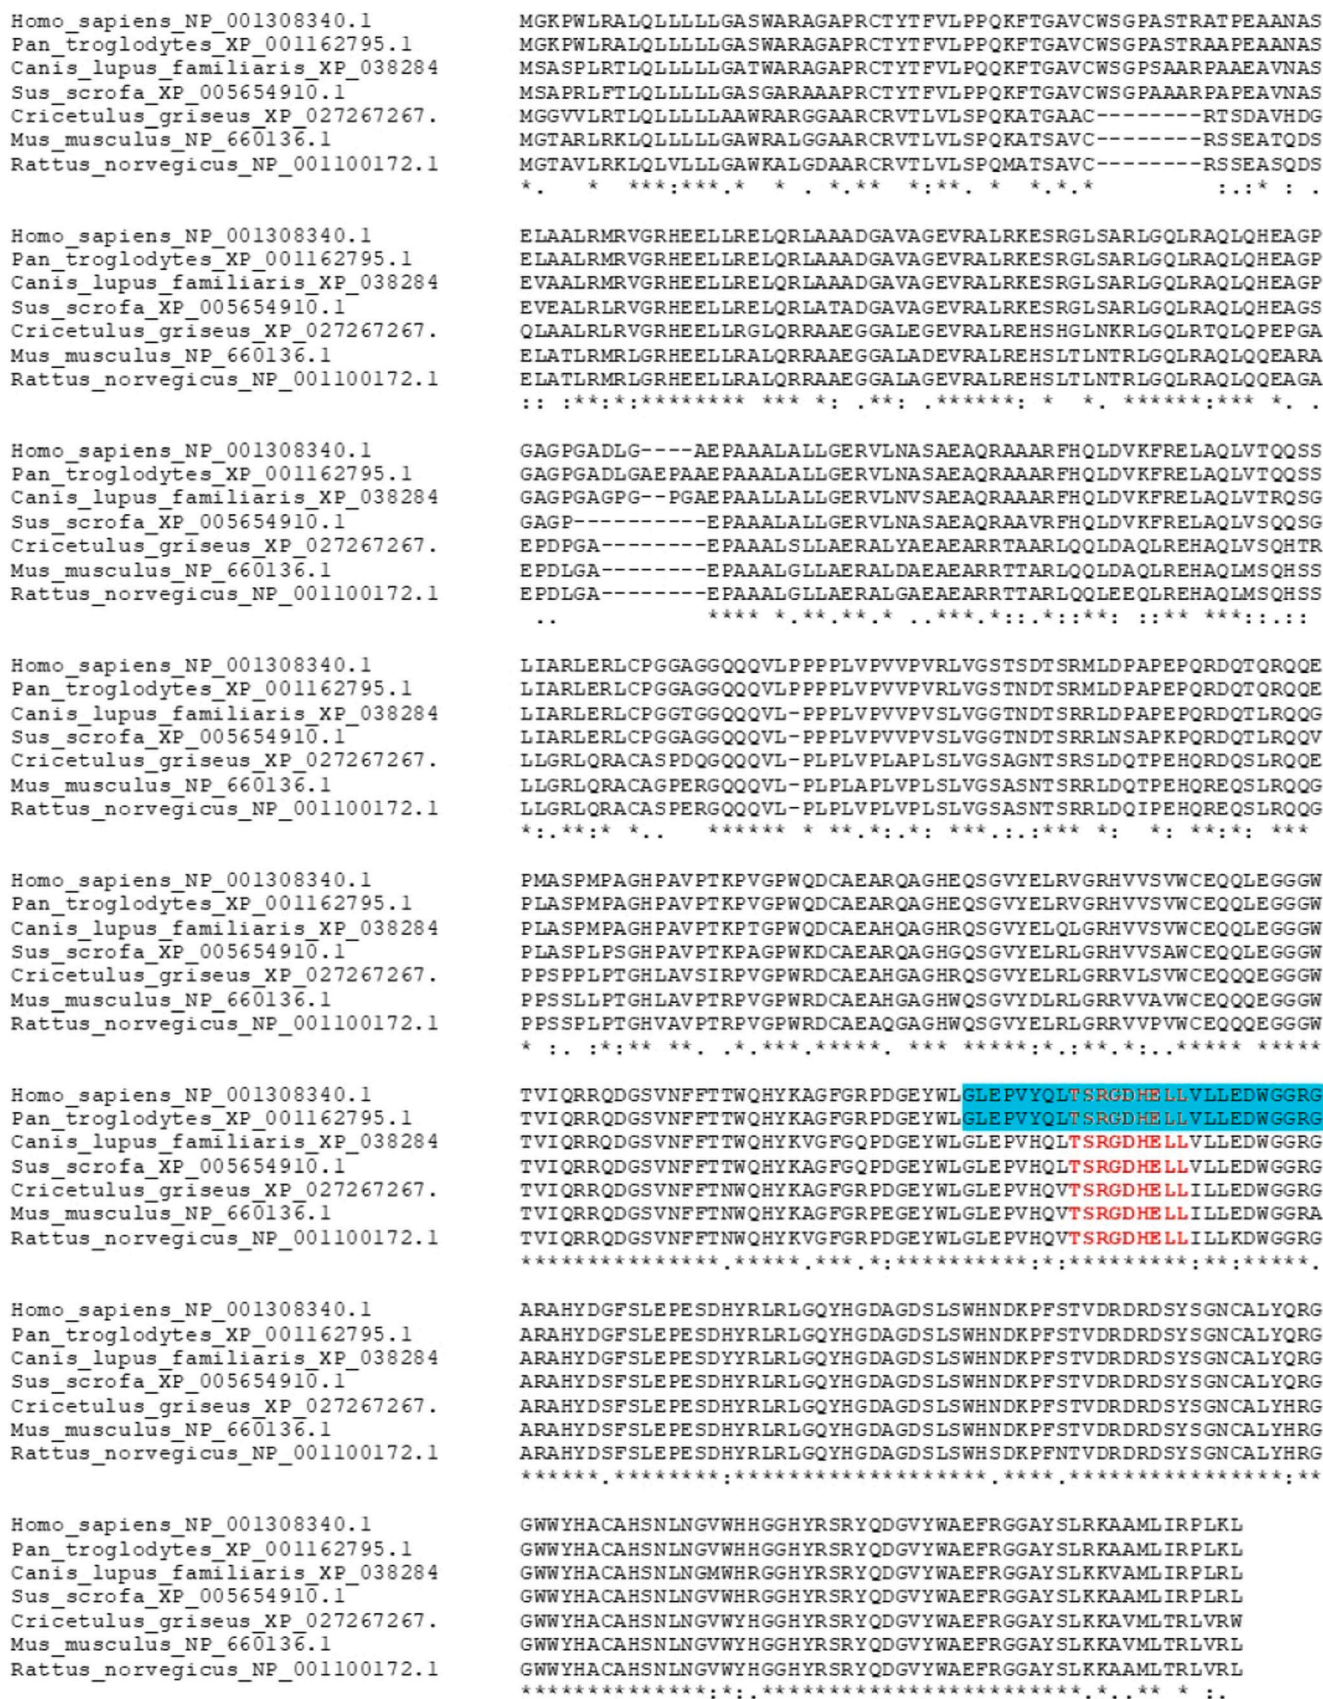 Homo_sapiens_NP_001308340.1 MGKPWLRALQLLLLLGASWARAGAPRCTYTFVLPPQKFTGAVCWSGPASTRATPEAANAS
Pan_troglodytes_XP_001162795.1 MGKPWLRALQLLLLLGASWARAGAPRCTYTFVLPPQKFTGAVCWSGPASTRAAPEAANAS
Canis_lupus_familiaris_XP_038284 MSASPLRTLQLLLLLGATWARAGAPRCTYTFVLPQQKFTGAVCWSGPSAARPAAEAVNAS
Sus_scrofa_XP_005654910.1 MSAPRLFTLQLLLLLGASGARAAAPRCTYTFVLPPQKFTGAVCWSGPAAARPAPEAVNAS
Cricetulus_griseus_XP_027267267. MGGVVLRTLQLLLLLAAWRARGGAARCRVTLVLSPQKATGAAC--------RTSDAVHDG
Mus_musculus_NP_660136.1 MGTARLRKLQLLLLLGAWRALGGAARCRVTLVLSPQKATSAVC--------RSSEATQDS
Rattus_norvegicus_NP_001100172.1 MGTAVLRKLQLVLLLGAWKALGDAARCRVTLVLSPQMATSAVC--------RSSEASQDS
*. * ***:***.* * . *.** *:**. * *.*.* :.:* : .
Homo_sapiens_NP_001308340.1 ELAALRMRVGRHEELLRELQRLAAADGAVAGEVRALRKESRGLSARLGQLRAQLQHEAGP
Pan_troglodytes_XP_001162795.1 ELAALRMRVGRHEELLRELQRLAAADGAVAGEVRALRKESRGLSARLGQLRAQLQHEAGP
Canis_lupus_familiaris_XP_038284 EVAALRMRVGRHEELLRELQRLAAADGAVAGEVRALRKESRGLSARLGQLRAQLQHEAGP
Sus_scrofa_XP_005654910.1 EVEALRLRVGRHEELLRELQRLATADGAVAGEVRALRKESRGLSARLGQLRAQLQHEAGS
Cricetulus_griseus_XP_027267267. QLAALRLRVGRHEELLRGLQRRAAEGGALEGEVRALREHSHGLNKRLGQLRTQLQPEPGA
Mus_musculus_NP_660136.1 ELATLRMRLGRHEELLRALQRRAAEGGALADEVRALREHSLTLNTRLGQLRAQLQQEARA
Rattus_norvegicus_NP_001100172.1 ELATLRMRLGRHEELLRALQRRAAEGGALAGEVRALREHSLTLNTRLGQLRAQLQQEAGA
:: :**:*:******** *** *: .**: .******: * *. ******:*** *. .
Homo_sapiens_NP_001308340.1 GAGPGADLG----AEPAAALALLGERVLNASAEAQRAAARFHQLDVKFRELAQLVTQQSS
Pan_troglodytes_XP_001162795.1 GAGPGADLGAEPAAEPAAALALLGERVLNASAEAQRAAARFHQLDVKFRELAQLVTQQSS
Canis_lupus_familiaris_XP_038284 GAGPGAGPG--PGAEPAALLALLGERVLNVSAEAQRAAARFHQLDVKFRELAQLVTRQSG
Sus_scrofa_XP_005654910.1 GAGP----------EPAAALALLGERVLNASAEAQRAAVRFHQLDVKFRELAQLVSQQSG
Cricetulus_griseus_XP_027267267. EPDPGA--------EPAAALSLLAERALYAEAEARRTAARLQQLDAQLREHAQLVSQHTR
Mus_musculus_NP_660136.1 EPDLGA--------EPAAALGLLAERALDAEAEARRTTARLQQLDAQLREHAQLMSQHSS
Rattus_norvegicus_NP_001100172.1 EPDLGA--------EPAAALGLLAERALGAEAEARRTTARLQQLEEQLREHAQLMSQHSS
.. **** *.**.**.* ..***.*::.*::**: ::** ***::.::
Homo_sapiens_NP_001308340.1 LIARLERLCPGGAGGQQQVLPPPPLVPVVPVRLVGSTSDTSRMLDPAPEPQRDQTQRQQE
Pan_troglodytes_XP_001162795.1 LIARLERLCPGGAGGQQQVLPPPPLVPVVPVRLVGSTNDTSRMLDPAPEPQRDQTQRQQE
Canis_lupus_familiaris_XP_038284 LIARLERLCPGGTGGQQQVL-PPPLVPVVPVSLVGGTNDTSRRLDPAPEPQRDQTLRQQG
Sus_scrofa_XP_005654910.1 LIARLERLCPGGAGGQQQVL-PPPLVPVVPVSLVGGTNDTSRRLNSAPKPQRDQTLRQQV
Cricetulus_griseus_XP_027267267. LLGRLQRACASPDQGQQQVL-PLPLVPLAPLSLVGSAGNTSRSLDQTPEHQRDQSLRQQE
Mus_musculus_NP_660136.1 LLGRLQRACAGPERGQQQVL-PLPLAPLVPLSLVGSASNTSRRLDQTPEHQREQSLRQQG
Rattus_norvegicus_NP_001100172.1 LLGRLQRACASPERGQQQVL-PLPLVPLVPLSLVGSASNTSRRLDQIPEHQREQSLRQQG
*:.**:* *.. ****** * **.*:.*: ***.:.:*** *: *: **:*: ***
Homo_sapiens_NP_001308340.1 PMASPMPAGHPAVPTKPVGPWQDCAEARQAGHEQSGVYELRVGRHVVSVWCEQQLEGGGW
Pan_troglodytes_XP_001162795.1 PLASPMPAGHPAVPTKPVGPWQDCAEARQAGHEQSGVYELRVGRHVVSVWCEQQLEGGGW
Canis_lupus_familiaris_XP_038284 PLASPMPAGHPAVPTKPTGPWQDCAEAHQAGHRQSGVYELQLGRHVVSVWCEQQLEGGGW
Sus_scrofa_XP_005654910.1 PLASPLPSGHPAVPTKPAGPWKDCAEARQAGHGQSGVYELRLGRHVVSAWCEQQLEGGGW
Cricetulus_griseus_XP_027267267. PPSPPLPTGHLAVSIRPVGPWRDCAEAHGAGHRQSGVYELRLGRRVLSVWCEQQQEGGGW
Mus_musculus_NP_660136.1 PPSSLLPTGHLAVPTRPVGPWRDCAEAHGAGHWQSGVYDLRLGRRVVAVWCEQQQEGGGW
Rattus_norvegicus_NP_001100172.1 PPSSPLPTGHVAVPTRPVGPWRDCAEAQGAGHWQSGVYELRLGRRVVPVWCEQQQEGGGW
* :. :*:** **. .*.***.*****. *** *****:*.:**.*:..***** *****
Homo_sapiens_NP_001308340.1 TVIQRRQDGSVNFFTTWQHYKAGFGRPDGEYWLGLEPVYQLTSRGDHELLVLLEDWGGRG
Pan_troglodytes_XP_001162795.1 TVIQRRQDGSVNFFTTWQHYKAGFGRPDGEYWLGLEPVYQLTSRGDHELLVLLEDWGGRG
Canis_lupus_familiaris_XP_038284 TVIQRRQDGSVNFFTTWQHYKVGFGQPDGEYWLGLEPVHQLTSRGDHELLVLLEDWGGRG
Sus_scrofa_XP_005654910.1 TVIQRRQDGSVNFFTTWQHYKAGFGQPDGEYWLGLEPVHQLTSRGDHELLVLLEDWGGRG
Cricetulus_griseus_XP_027267267. TVIQRRQDGSVNFFTNWQHYKAGFGRPDGEYWLGLEPVHQVTSRGDHELLILLEDWGGRG
Mus_musculus_NP_660136.1 TVIQRRQDGSVNFFTNWQHYKAGFGRPEGEYWLGLEPVHQVTSRGDHELLILLEDWGGRA
Rattus_norvegicus_NP_001100172.1 TVIQRRQDGSVNFFTNWQHYKVGFGRPDGEYWLGLEPVHQVTSRGDHELLILLKDWGGRG
***************.*****.***.*:**********:*:*********:**:*****.
Homo_sapiens_NP_001308340.1 ARAHYDGFSLEPESDHYRLRLGQYHGDAGDSLSWHNDKPFSTVDRDRDSYSGNCALYQRG
Pan_troglodytes_XP_001162795.1 ARAHYDGFSLEPESDHYRLRLGQYHGDAGDSLSWHNDKPFSTVDRDRDSYSGNCALYQRG
Canis_lupus_familiaris_XP_038284 ARAHYDGFSLEPESDYYRLRLGQYHGDAGDSLSWHNDKPFSTVDRDRDSYSGNCALYQRG
Sus_scrofa_XP_005654910.1 ARAHYDSFSLEPESDHYRLRLGQYHGDAGDSLSWHNDKPFSTVDRDRDSYSGNCALYQRG
Cricetulus_griseus_XP_027267267. ARAHYDSFSLEPESDHYRLRLGQYHGDAGDSLSWHNDKPFSTVDRDRDSYSGNCALYHRG
Mus_musculus_NP_660136.1 ARAHYDSFSLEPESDHYRLRLGQYHGDAGDSLSWHNDKPFSTVDRDRDSYSGNCALYHRG
Rattus_norvegicus_NP_001100172.1 ARAHYDSFSLEPESDHYRLRLGQYHGDAGDSLSWHSDKPFNTVDRDRDSYSGNCALYHRG
******.********:*******************.****.****************:**
Homo_sapiens_NP_001308340.1 GWWYHACAHSNLNGVWHHGGHYRSRYQDGVYWAEFRGGAYSLRKAAMLIRPLKL
Pan_troglodytes_XP_001162795.1 GWWYHACAHSNLNGVWHHGGHYRSRYQDGVYWAEFRGGAYSLRKAAMLIRPLKL
Canis_lupus_familiaris_XP_038284 GWWYHACAHSNLNGMWHRGGHYRSRYQDGVYWAEFRGGAYSLKKVAMLIRPLRL
Sus_scrofa_XP_005654910.1 GWWYHACAHSNLNGVWHRGGHYRSRYQDGVYWAEFRGGAYSLKKAAMLIRPLRL
Cricetulus_griseus_XP_027267267. GWWYHACAHSNLNGVWYHGGHYRSRYQDGVYWAEFRGGAYSLKKAVMLTRLVRW
Mus_musculus_NP_660136.1 GWWYHACAHSNLNGVWYHGGHYRSRYQDGVYWAEFRGGAYSLKKAVMLTRLVRL
Rattus_norvegicus_NP_001100172.1 GWWYHACAHSNLNGVWYHGGHYRSRYQDGVYWAEFRGGAYSLKKAAMLTRLVRL
**************:*:.************************.*.*..** * :.